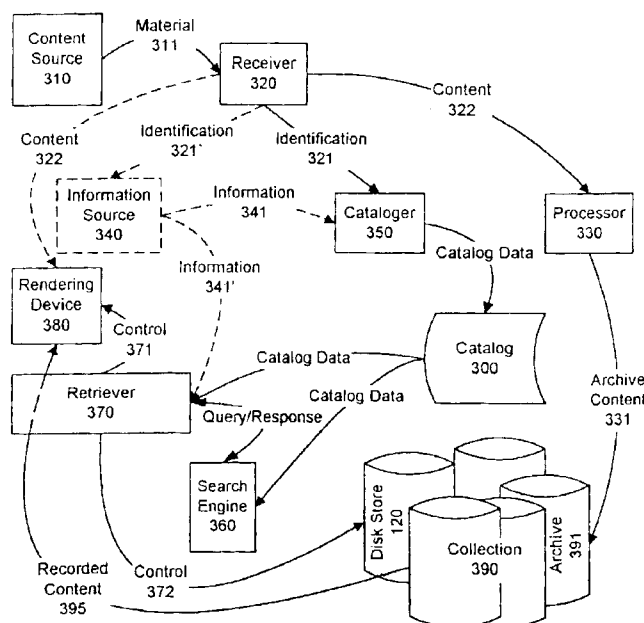 Content
Source
310
Material
311
Receiver
320
Content
322
Content
322
Identification
321'
Identification
321
Information
Source
340
Information
341
Cataloger
350
Processor
330
Information
341'
Catalog Data
Rendering
Device
380
Control
371
Catalog Data
Catalog
300
Retriever
370
Catalog Data
Archive
Content
331
Query/Response
Search
Engine
360
Disk Store
120
Collection
390
Archive
391
Recorded
Content
395
Control
372